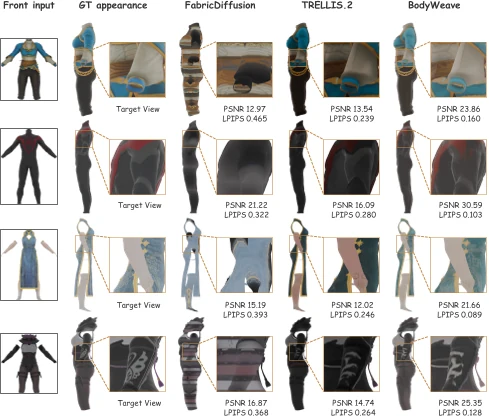 Front input GT appearance FabricDiffusion TRELLIS.2 BodyWeave
Target View PSNR 12.97 PSNR 13.54 PSNR 23.86
LPIPS 0.465 LPIPS 0.239 LPIPS 0.160
Target View PSNR 21.22 PSNR 16.09 PSNR 30.59
LPIPS 0.322 LPIPS 0.280 LPIPS 0.103
Target View PSNR 15.19 PSNR 12.02 PSNR 21.66
LPIPS 0.393 LPIPS 0.246 LPIPS 0.089
Target View PSNR 16.87 PSNR 14.74 PSNR 25.35
LPIPS 0.368 LPIPS 0.264 LPIPS 0.128